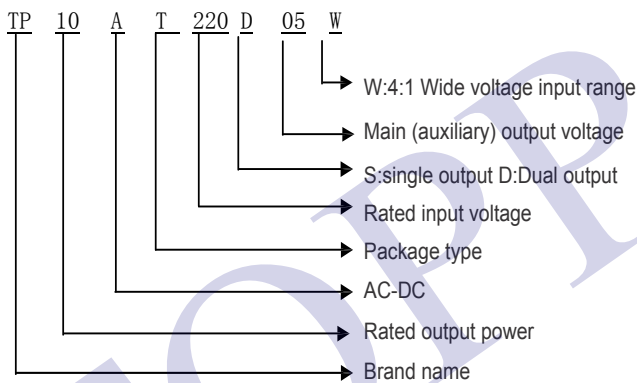 TP 10 A T 220 D 05 W
W:4:1 Wide voltage input range
Main (auxiliary) output voltage
S:single output D:Dual output
Rated input voltage
Package type
AC-DC
Rated output power
Brand name
TOPP